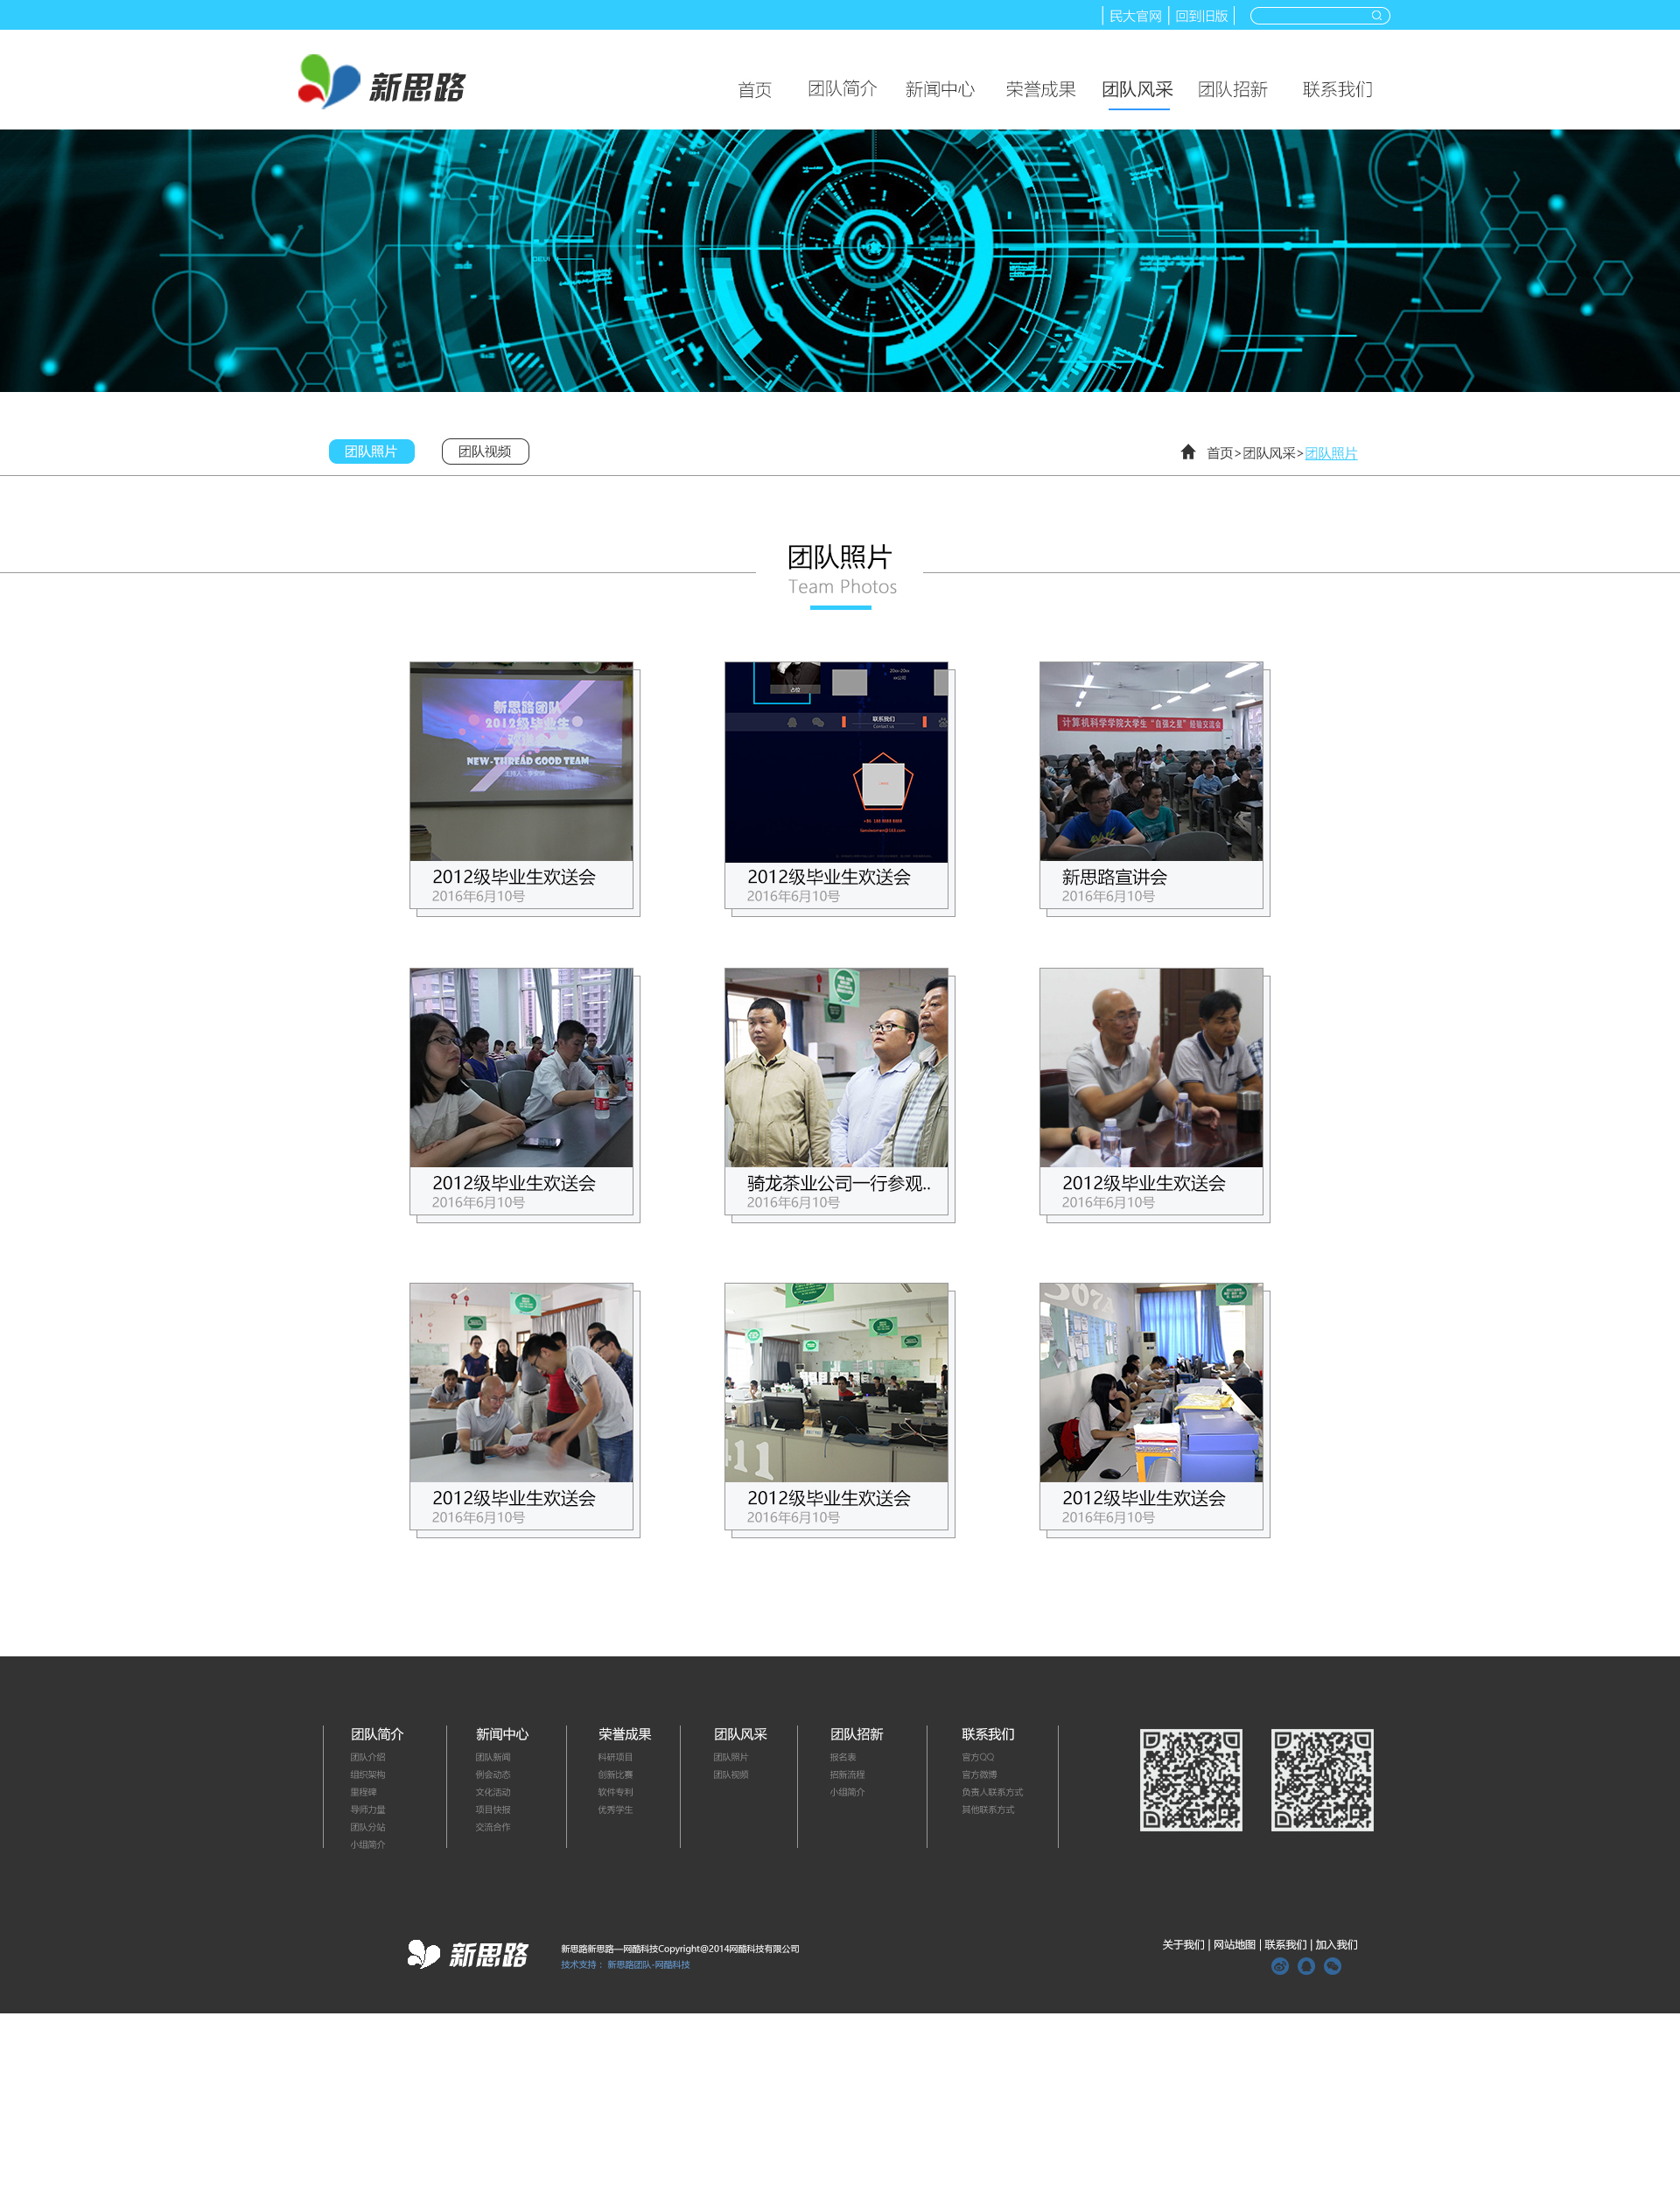 民大官网 回到旧版
新思路
首页 团队简介 新闻中心 荣誉成果 团队风采 团队招新 联系我们
团队照片 团队视频
首页>团队风采>团队照片
团队照片
Team Photos
新思路团队
2012级毕业生
欢送会
NEW-THREAD GOOD TEAM
联系我们
Contact us
计算机科学学院大学生“自强之星”经验交流会
2012级毕业生欢送会
2016年6月10号
2012级毕业生欢送会
2016年6月10号
新思路宣讲会
2016年6月10号
2012级毕业生欢送会
2016年6月10号
骑龙茶业公司一行参观..
2016年6月10号
2012级毕业生欢送会
2016年6月10号
2012级毕业生欢送会
2016年6月10号
2012级毕业生欢送会
2016年6月10号
2012级毕业生欢送会
2016年6月10号
团队简介
团队介绍
组织架构
里程碑
导师力量
团队分站
小组简介
新闻中心
团队新闻
例会动态
文化活动
项目快报
交流合作
荣誉成果
科研项目
创新比赛
软件专利
优秀学生
团队风采
团队照片
团队视频
团队招新
报名表
招新流程
小组简介
联系我们
官方QQ
官方微博
负责人联系方式
其他联系方式
新思路
新思路新思路—网酷科技Copyright@2014网酷科技有限公司
技术支持： 新思路团队-网酷科技
关于我们 | 网站地图 | 联系我们 | 加入我们